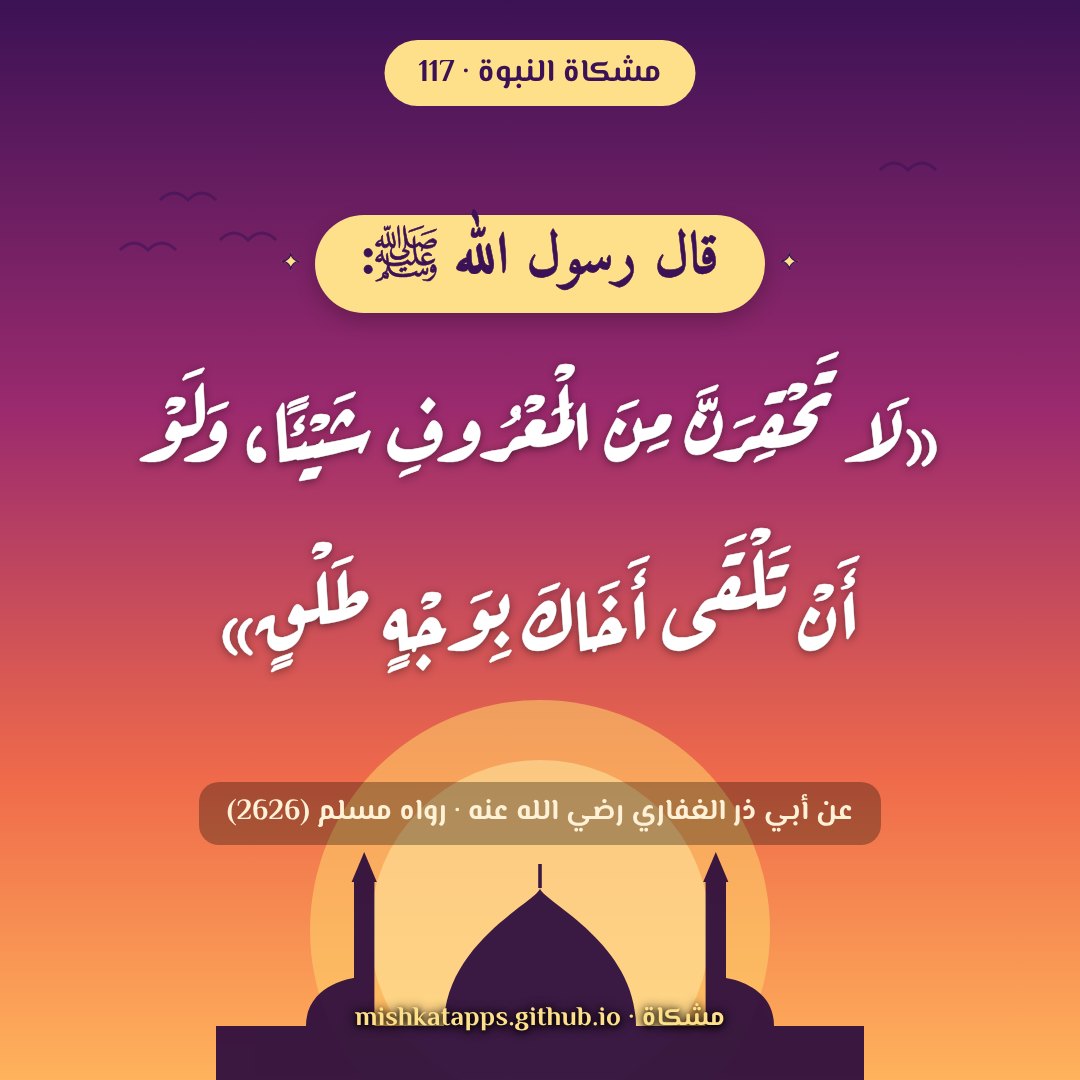 مشكاة النبوة · 117
قال رسول الله ﷺ:
«لَا تَحْقِرَنَّ مِنَ الْمَعْرُوفِ شَيْئًا، وَلَوْ
أَنْ تَلْقَى أَخَاكَ بِوَجْهٍ طَلْقٍ»
عن أبي ذر الغفاري رضي الله عنه · رواه مسلم (2626)
مشكاة · mishkatapps.github.io